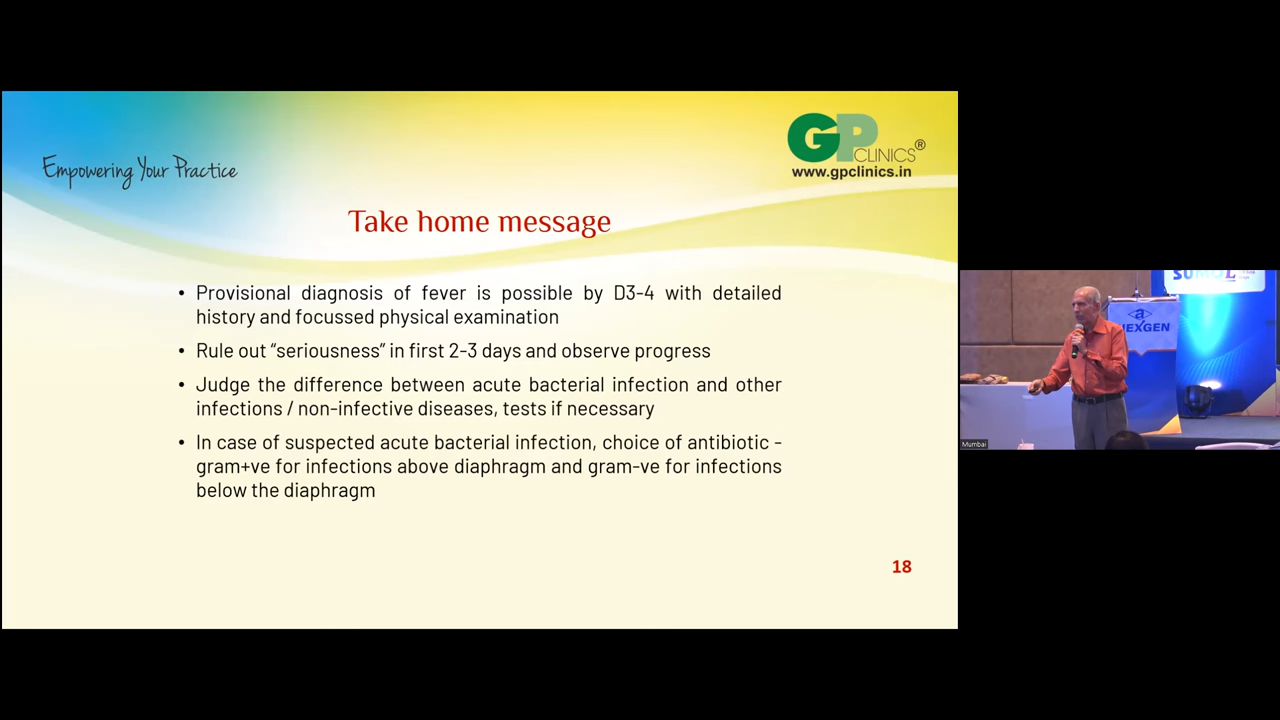 Empowering Your Practice
GP
CLINICS®
www.gpclinics.in
Take home message
• Provisional diagnosis of fever is possible by D3-4 with detailed
history and focussed physical examination
• Rule out “seriousness” in first 2-3 days and observe progress
• Judge the difference between acute bacterial infection and other
infections / non-infective diseases, tests if necessary
• In case of suspected acute bacterial infection, choice of antibiotic -
gram+ve for infections above diaphragm and gram-ve for infections
below the diaphragm
18
Mumbai